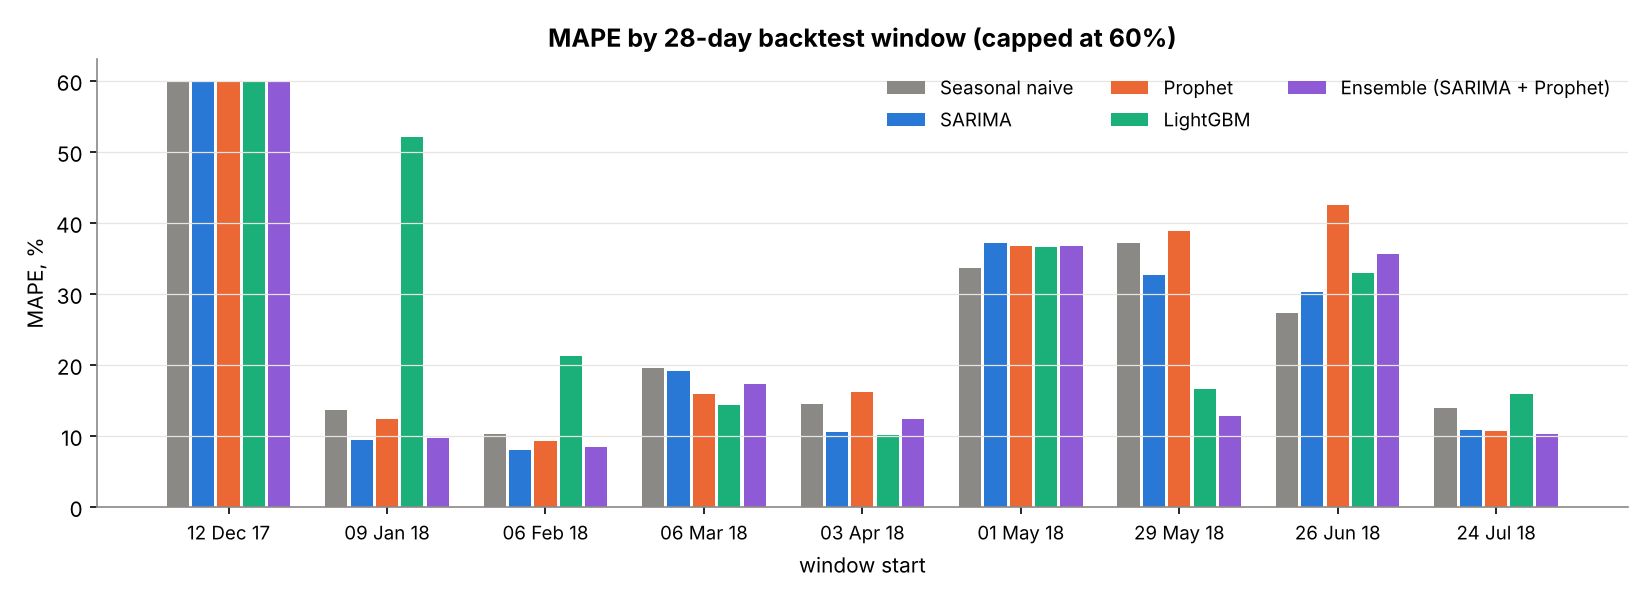 MAPE by 28-day backtest window (capped at 60%)
Seasonal naive
SARIMA
Prophet
LightGBM
Ensemble (SARIMA + Prophet)
MAPE, %
60
50
40
30
20
10
0
12 Dec 17
09 Jan 18
06 Feb 18
06 Mar 18
03 Apr 18
01 May 18
29 May 18
26 Jun 18
24 Jul 18
window start